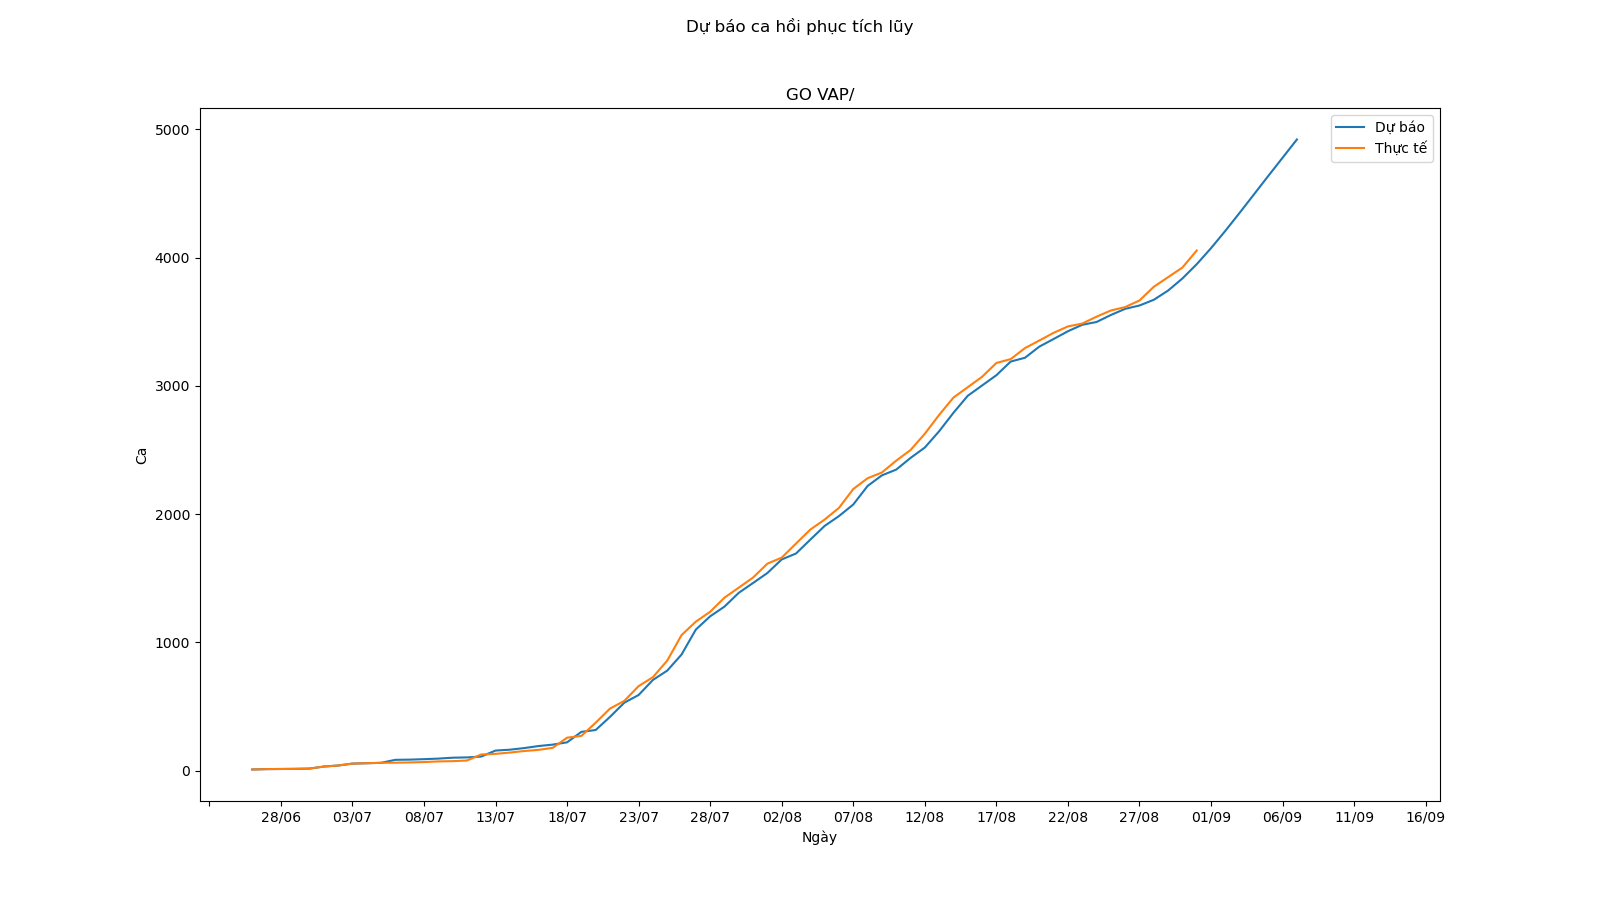 Dự báo ca hồi phục tích lũy
GO VAP/
Dự báo
Thực tế
5000
4000
3000
2000
1000
0
Ca
28/06 03/07 08/07 13/07 18/07 23/07 28/07 02/08 07/08 12/08 17/08 22/08 27/08 01/09 06/09 11/09 16/09
Ngày